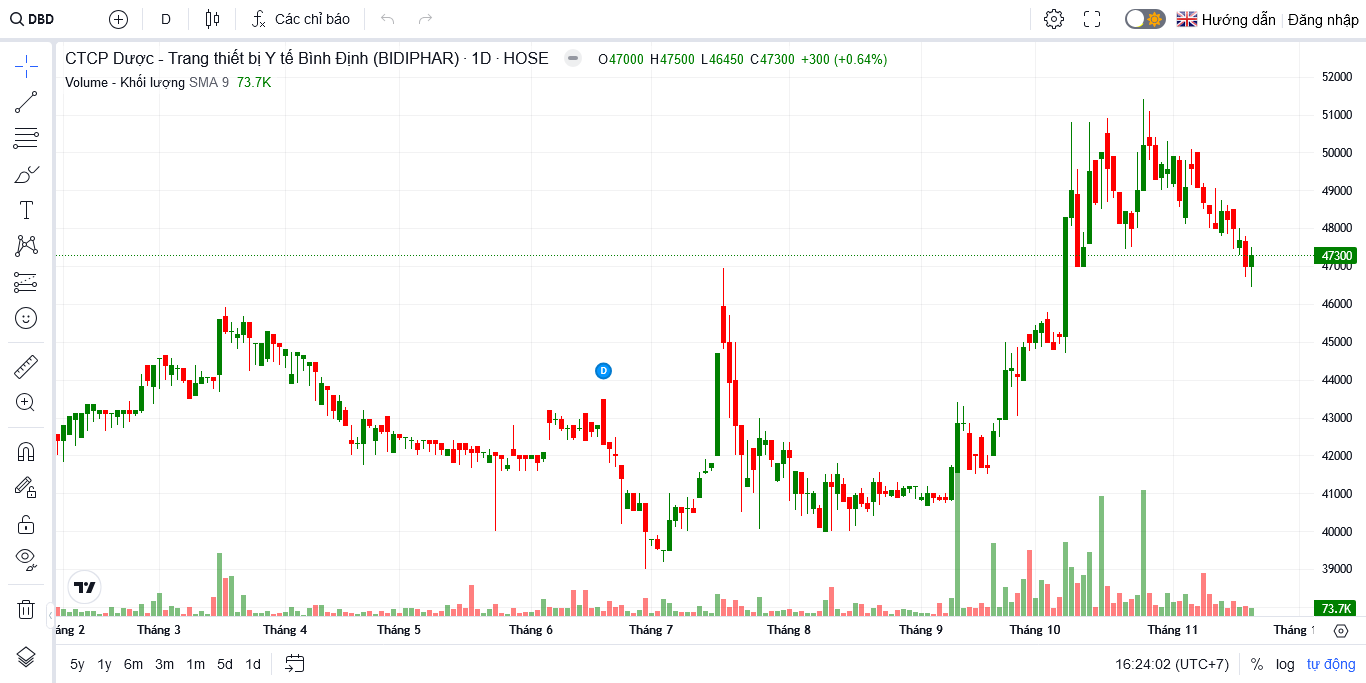 DBD D Các chỉ báo Hướng dẫn Đăng nhập
CTCP Dược - Trang thiết bị Y tế Bình Định (BIDIPHAR) · 1D · HOSE O47000 H47500 L46450 C47300 +300 (+0.64%)
Volume - Khối lượng SMA 9 73.7K
52000
51000
50000
49000
48000
47300
47000
46000
45000
44000
43000
42000
41000
40000
39000
73.7K
D
áng 2 Tháng 3 Tháng 4 Tháng 5 Tháng 6 Tháng 7 Tháng 8 Tháng 9 Tháng 10 Tháng 11 Tháng 1
5y 1y 6m 3m 1m 5d 1d 16:24:02 (UTC+7) % log tự động